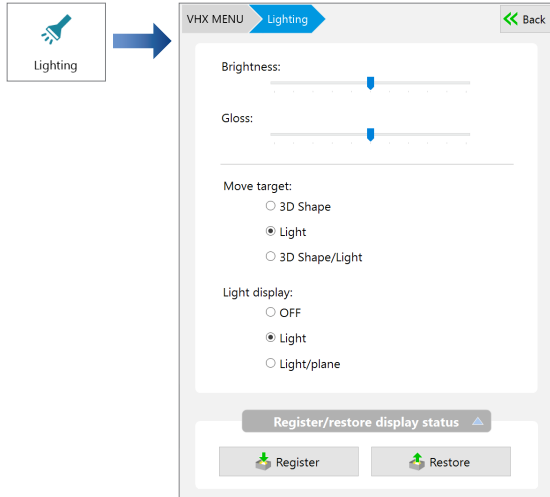 Lighting
VHX MENU Lighting Back
Brightness:
Gloss:
Move target:
3D Shape
Light
3D Shape/Light
Light display:
OFF
Light
Light/plane
Register/restore display status
Register Restore